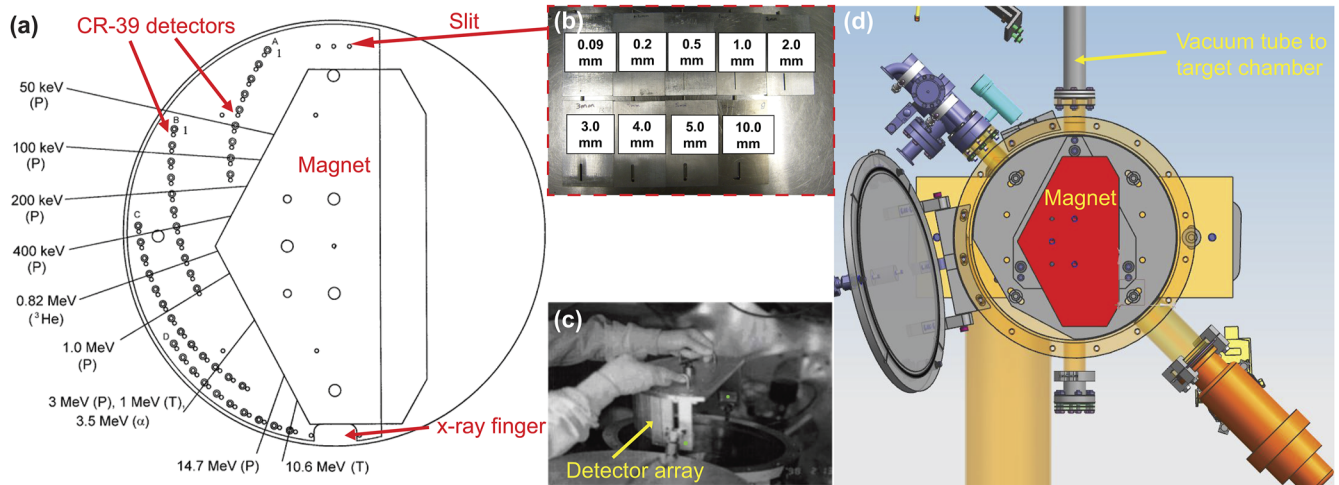 (a)
CR-39 detectors
Slit
A
1
50 keV
(P)
B
1
100 keV
(P)
200 keV
(P)
C
400 keV
(P)
0.82 MeV
(³He)
D
1.0 MeV
(P)
3 MeV (P), 1 MeV (T),
3.5 MeV (α)
14.7 MeV (P)
10.6 MeV (T)
Magnet
x-ray finger
(b)
0.09
mm
0.2
mm
0.5
mm
1.0
mm
2.0
mm
3.0
mm
4.0
mm
5.0
mm
10.0
mm
(c)
Detector array
(d)
Vacuum tube to
target chamber
Magnet